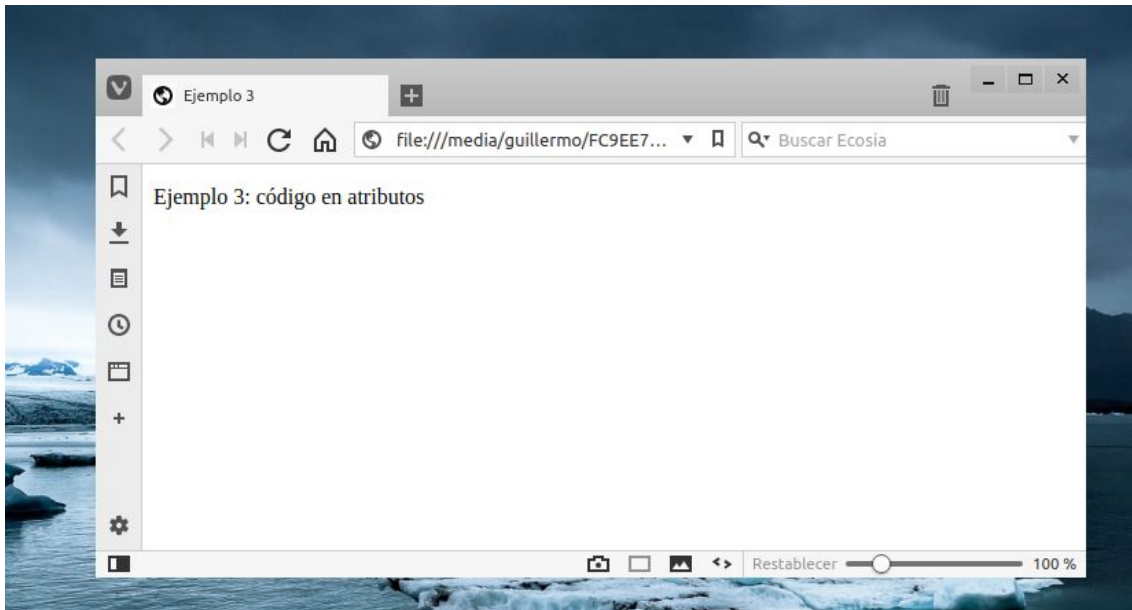 Ejemplo 3
file:///media/guillermo/FC9EE7...
Buscar Ecosia
Ejemplo 3: código en atributos
Restablecer
100 %